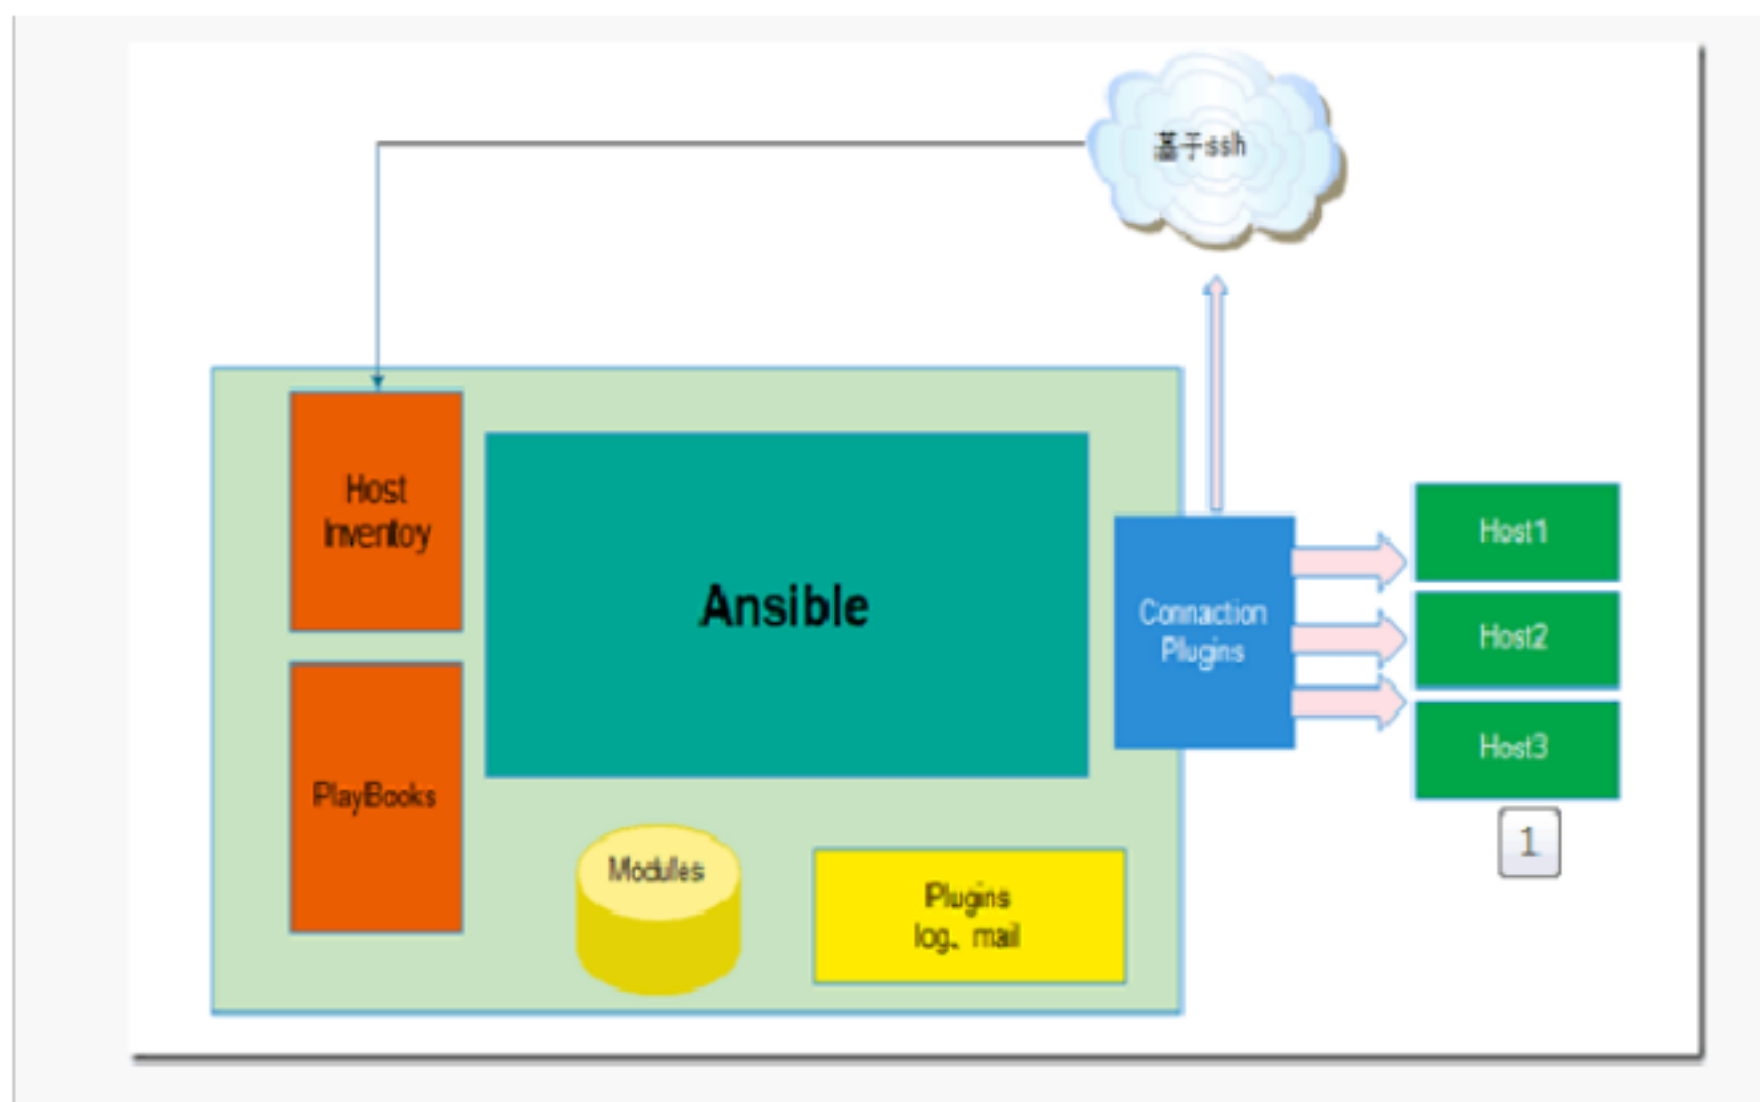 基于ssh
Host
Inventoy
Ansible
Host1
Connaction
Plugins
Host2
Host3
PlayBooks
1
Modules
Plugins
log、mail